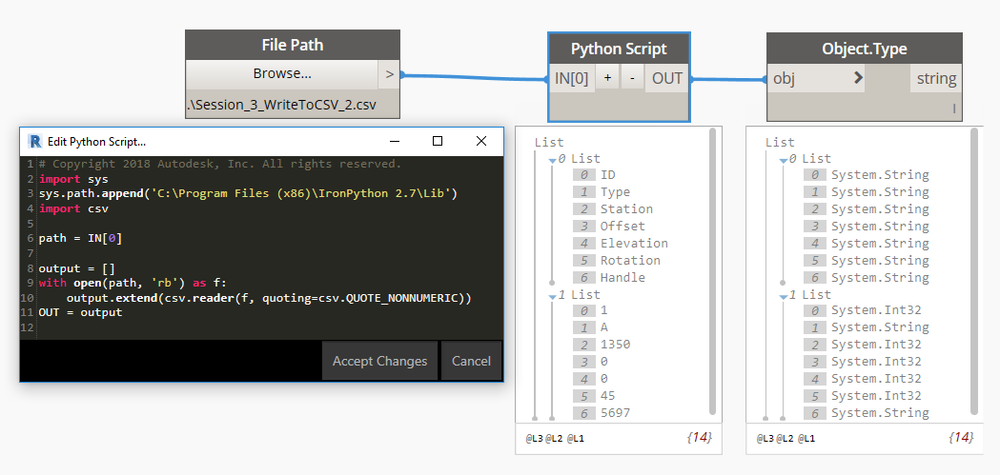 File Path
Browse...
>
.\Session_3_WriteToCSV_2.csv
Python Script
IN[0] + - OUT
Object.Type
obj > string
l
R Edit Python Script...
1 # Copyright 2018 Autodesk, Inc. All rights reserved.
2 import sys
3 sys.path.append('C:\Program Files (x86)\IronPython 2.7\Lib')
4 import csv
5
6 path = IN[0]
7
8 output = []
9 with open(path, 'rb') as f:
10     output.extend(csv.reader(f, quoting=csv.QUOTE_NONNUMERIC))
11 OUT = output
12
Accept Changes
Cancel
List
0 List
0 ID
1 Type
2 Station
3 Offset
4 Elevation
5 Rotation
6 Handle
1 List
0 1
1 A
2 1350
3 0
4 0
5 45
6 5697
@L3 @L2 @L1 {14}
List
0 List
0 System.String
1 System.String
2 System.String
3 System.String
4 System.String
5 System.String
6 System.String
1 List
0 System.Int32
1 System.String
2 System.Int32
3 System.Int32
4 System.Int32
5 System.Int32
6 System.String
@L3 @L2 @L1 {14}